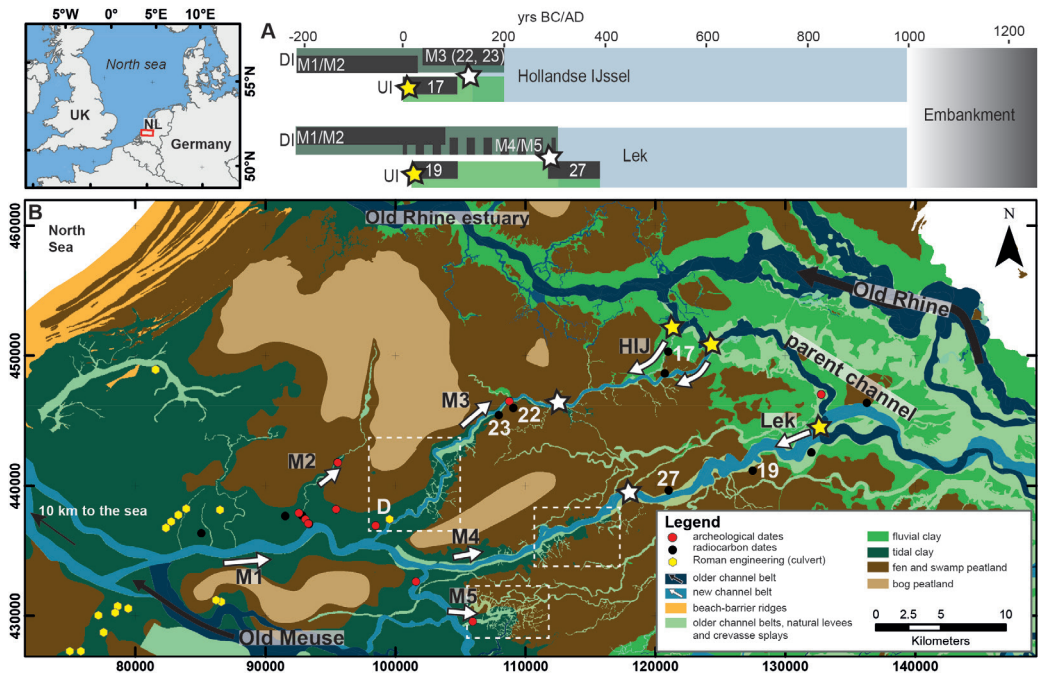 0°E 5°E 10°E
North sea
UK
NL
Germany
55°N
50°N
A
yrs BC/AD
-200 0 200 400 600 800 1000 1200
DI
M1/M2
M3 (22, 23)
Hollandse IJssel
UI
17
Embankment
DI
M1/M2
M4/M5
Lek
UI
19
27
B
North
Sea
Old Rhine estuary
N
Old Rhine
parent channel
HIJ
17
M3
22
23
Lek
M2
27
19
D
10 km to the sea
M4
M1
M5
Old Meuse
460000
450000
440000
430000
80000 90000 100000 110000 120000 130000 140000
Legend
archeological dates
radiocarbon dates
Roman engineering (culvert)
older channel belt
new channel belt
beach-barrier ridges
older channel belts, natural levees
and crevasse splays
fluvial clay
tidal clay
fen and swamp peatland
bog peatland
0 2.5 5 10
Kilometers